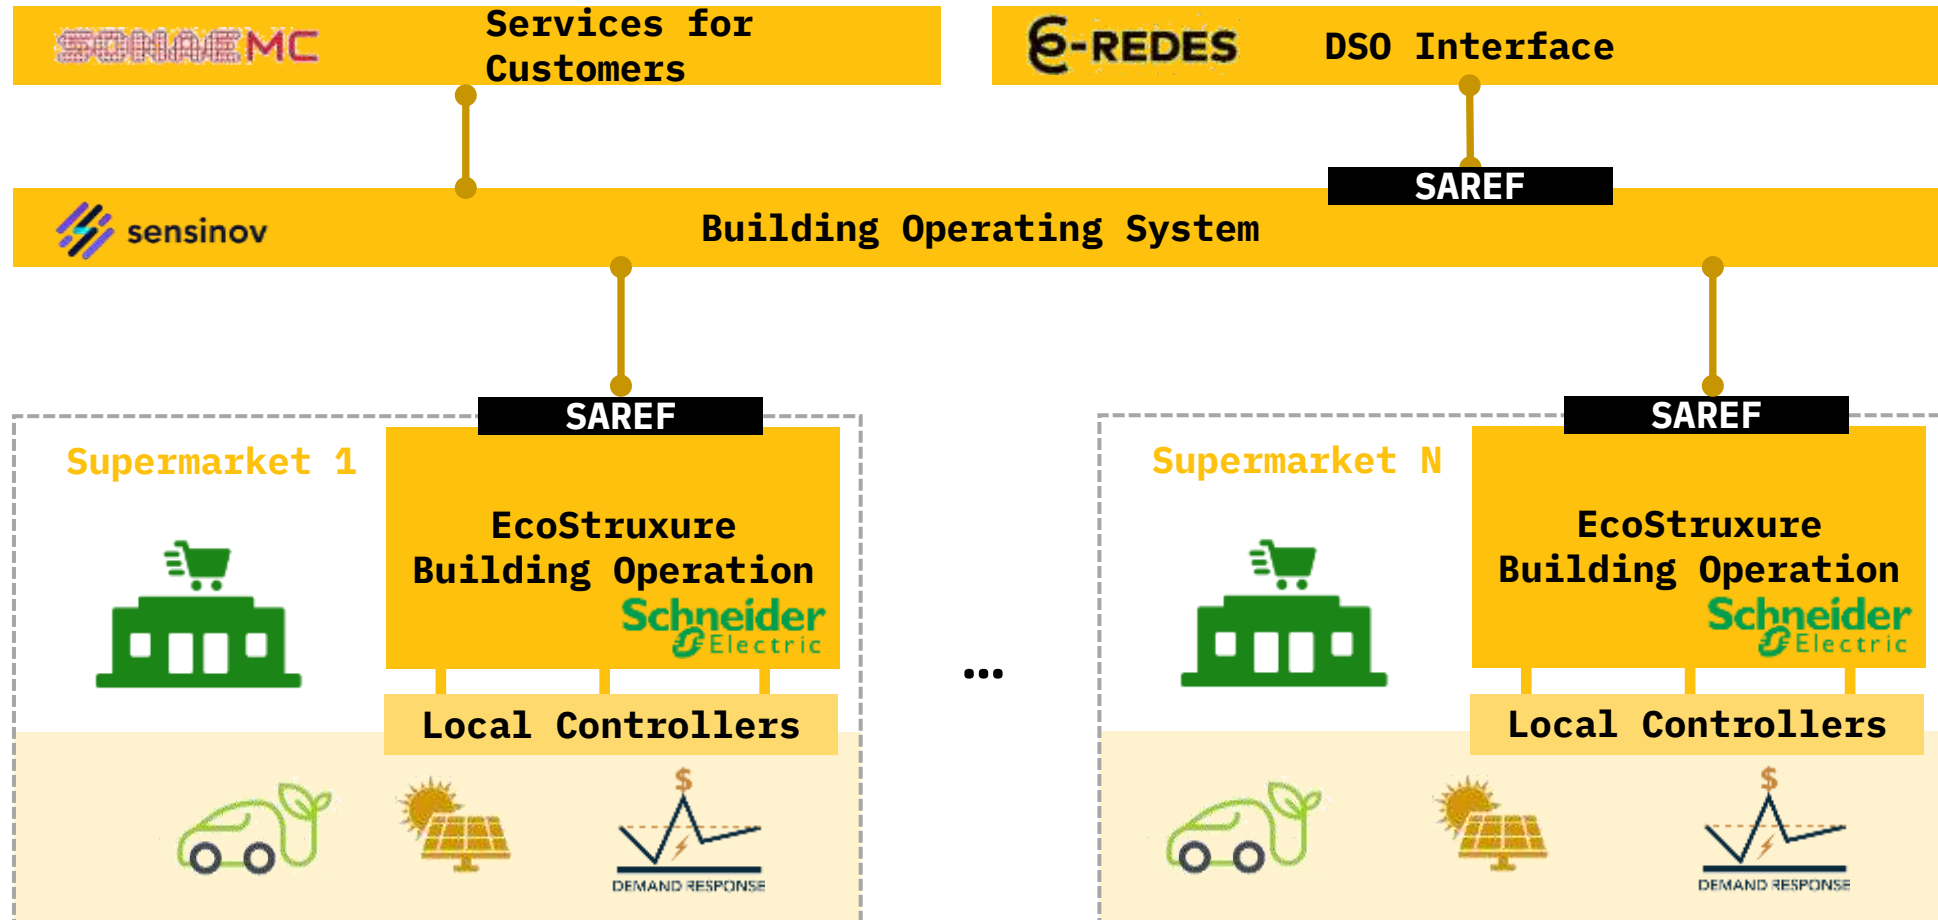 SONAE MC
Services for
Customers
E-REDES
DSO Interface
SAREF
sensinov
Building Operating System
SAREF
Supermarket 1
EcoStruxure
Building Operation
Schneider
Electric
Local Controllers
$
DEMAND RESPONSE
...
SAREF
Supermarket N
EcoStruxure
Building Operation
Schneider
Electric
Local Controllers
$
DEMAND RESPONSE